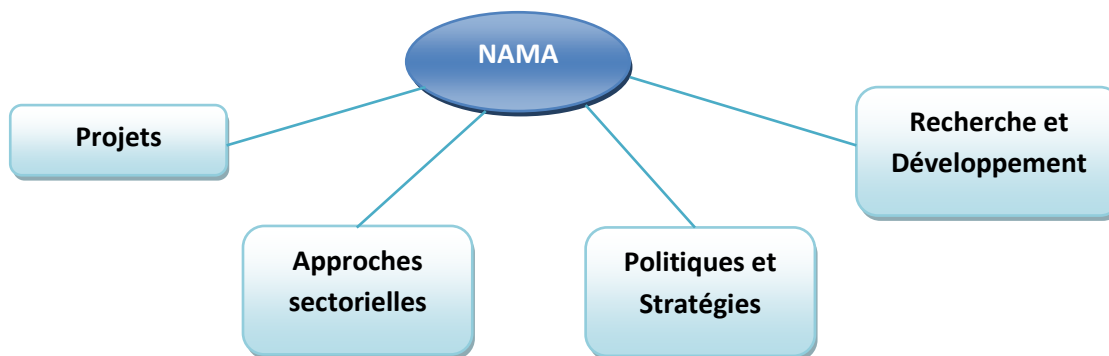 NAMA
Projets
Recherche et
Développement
Approches
sectorielles
Politiques et
Stratégies